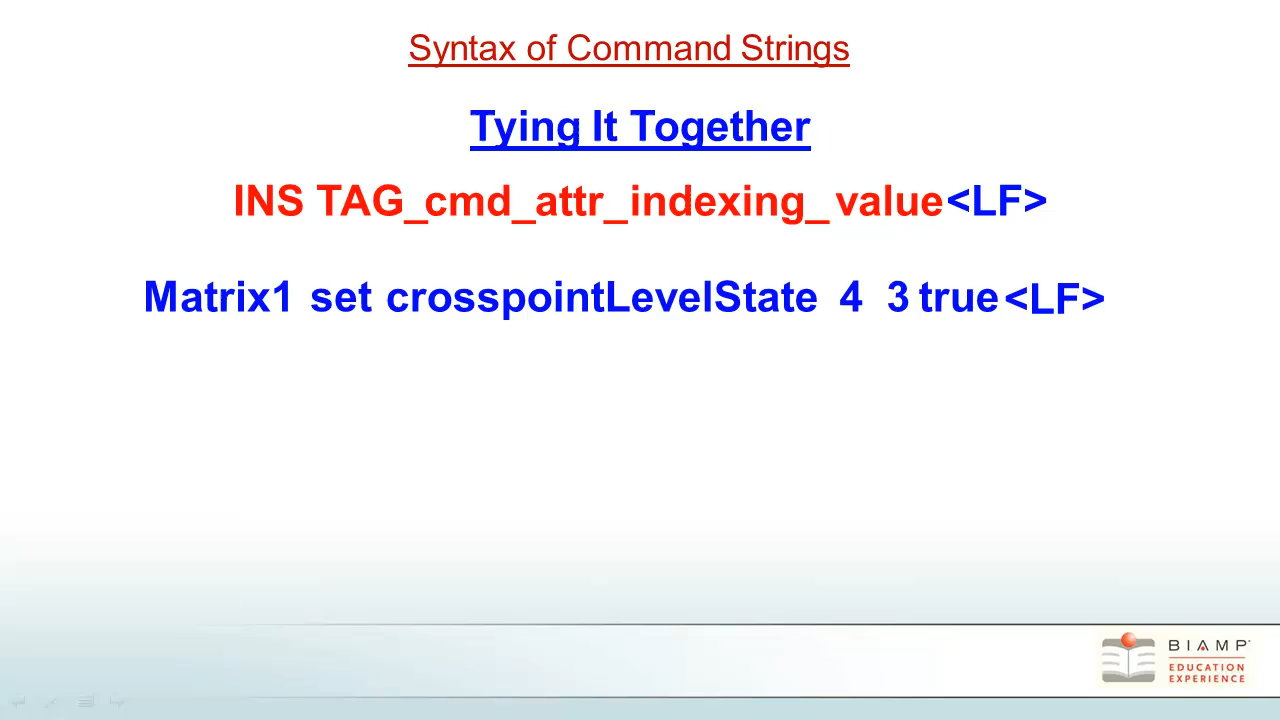 Syntax of Command Strings
Tying It Together
INS TAG_cmd_attr_indexing_ value<LF>
Matrix1 set crosspointLevelState 4 3 true<LF>
BIAMP
EDUCATION
EXPERIENCE